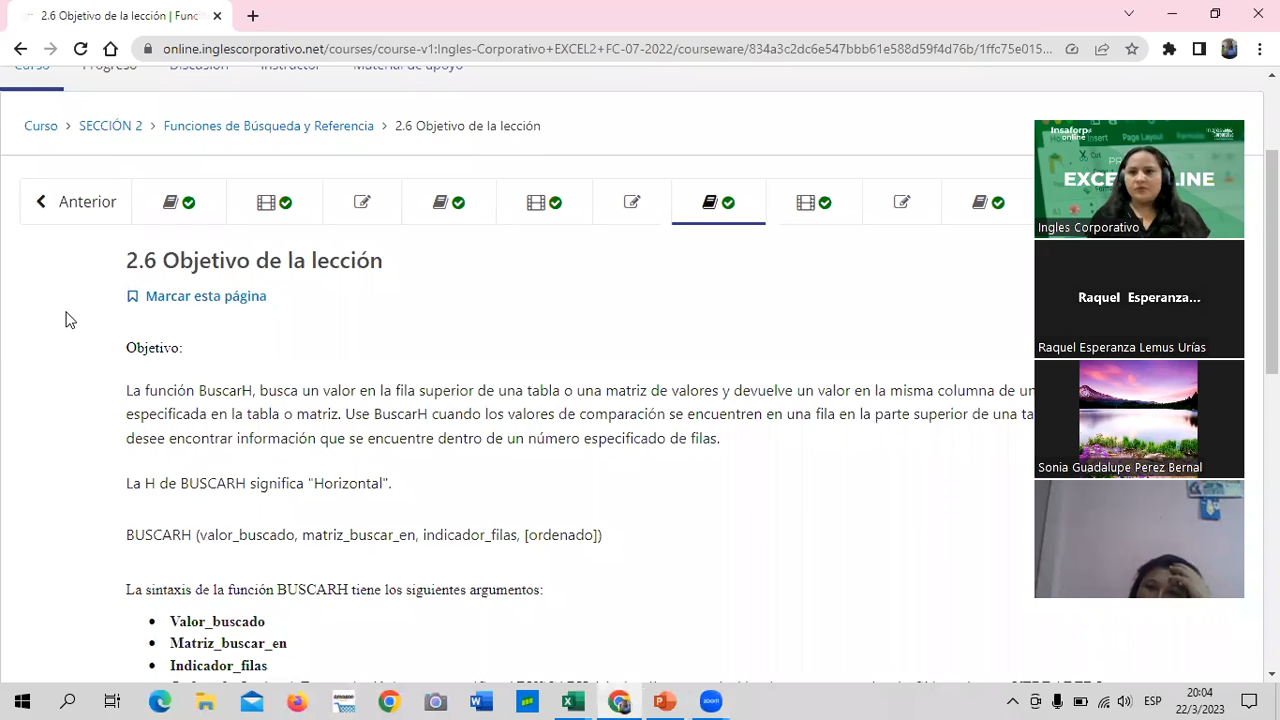 2.6 Objetivo de la lección | Func
online.inglescorporativo.net/courses/course-v1:Ingles-Corporativo+EXCEL2+FC-07-2022/courseware/834a3c2dc6e547bbb61e588d59f4d76b/1ffc75e015...
Curso Progreso Discusión Instructor Material de apoyo
Curso > SECCIÓN 2 > Funciones de Búsqueda y Referencia > 2.6 Objetivo de la lección
Anterior
2.6 Objetivo de la lección
Marcar esta página
Objetivo:
La función BuscarH, busca un valor en la fila superior de una tabla o una matriz de valores y devuelve un valor en la misma columna de un
especificada en la tabla o matriz. Use BuscarH cuando los valores de comparación se encuentren en una fila en la parte superior de una ta
desee encontrar información que se encuentre dentro de un número especificado de filas.
La H de BUSCARH significa "Horizontal".
BUSCARH (valor_buscado, matriz_buscar_en, indicador_filas, [ordenado])
La sintaxis de la función BUSCARH tiene los siguientes argumentos:
• Valor_buscado
• Matriz_buscar_en
• Indicador_filas
Insaforp
online
Insert Page Layout
Cut
EXCEL ONLINE
Ingles Corporativo
Raquel Esperanza...
Raquel Esperanza Lemus Urías
Sonia Guadalupe Perez Bernal
ESP
20:04
22/3/2023